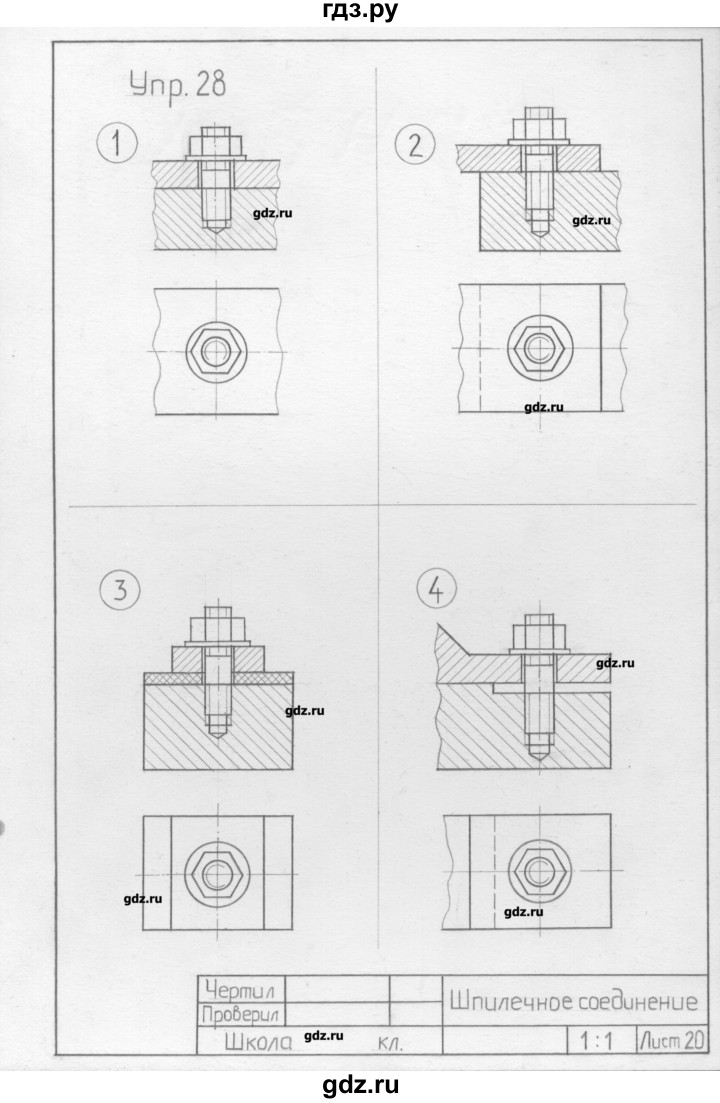 гдз.ру
Упр. 28
1
2
gdz.ru
gdz.ru
gdz.ru
3
4
gdz.ru
gdz.ru
gdz.ru
gdz.ru
Чертил
Проверил
Шпилечное соединение
Школа gdz.ru кл.
1:1
Лист 20
gdz.ru